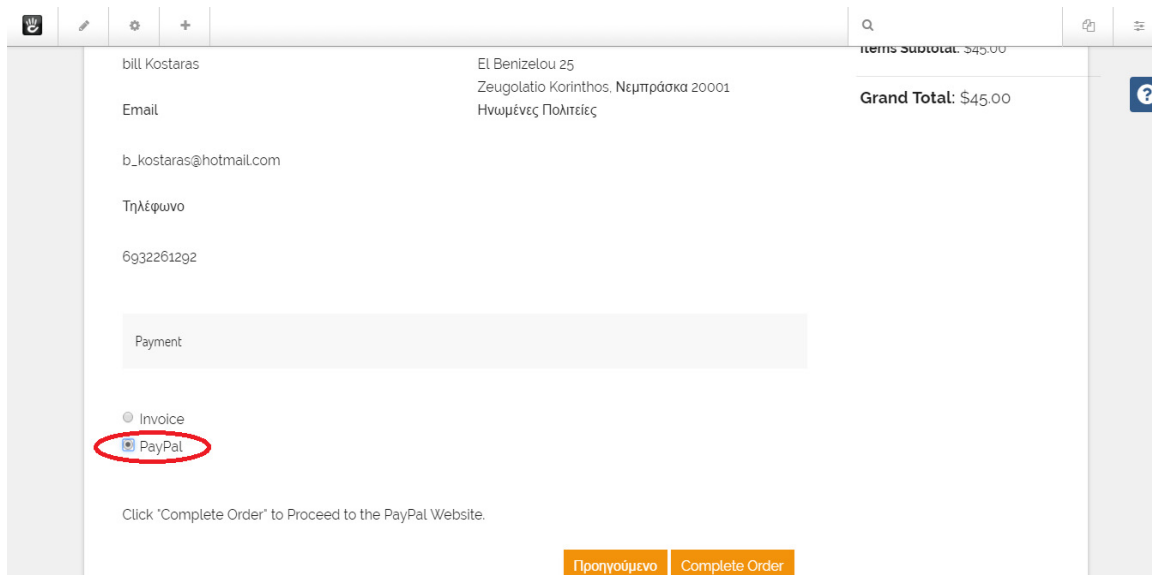 Items Subtotal: $45.00
Grand Total: $45.00
bill Kostaras
Email
b_kostaras@hotmail.com
Τηλέφωνο
6932261292
El Benizelou 25
Zeugolatio Korinthos, Νεμπράσκα 20001
Ηνωμένες Πολιτείες
Payment
Invoice
PayPal
Click "Complete Order" to Proceed to the PayPal Website.
Προηγούμενο
Complete Order